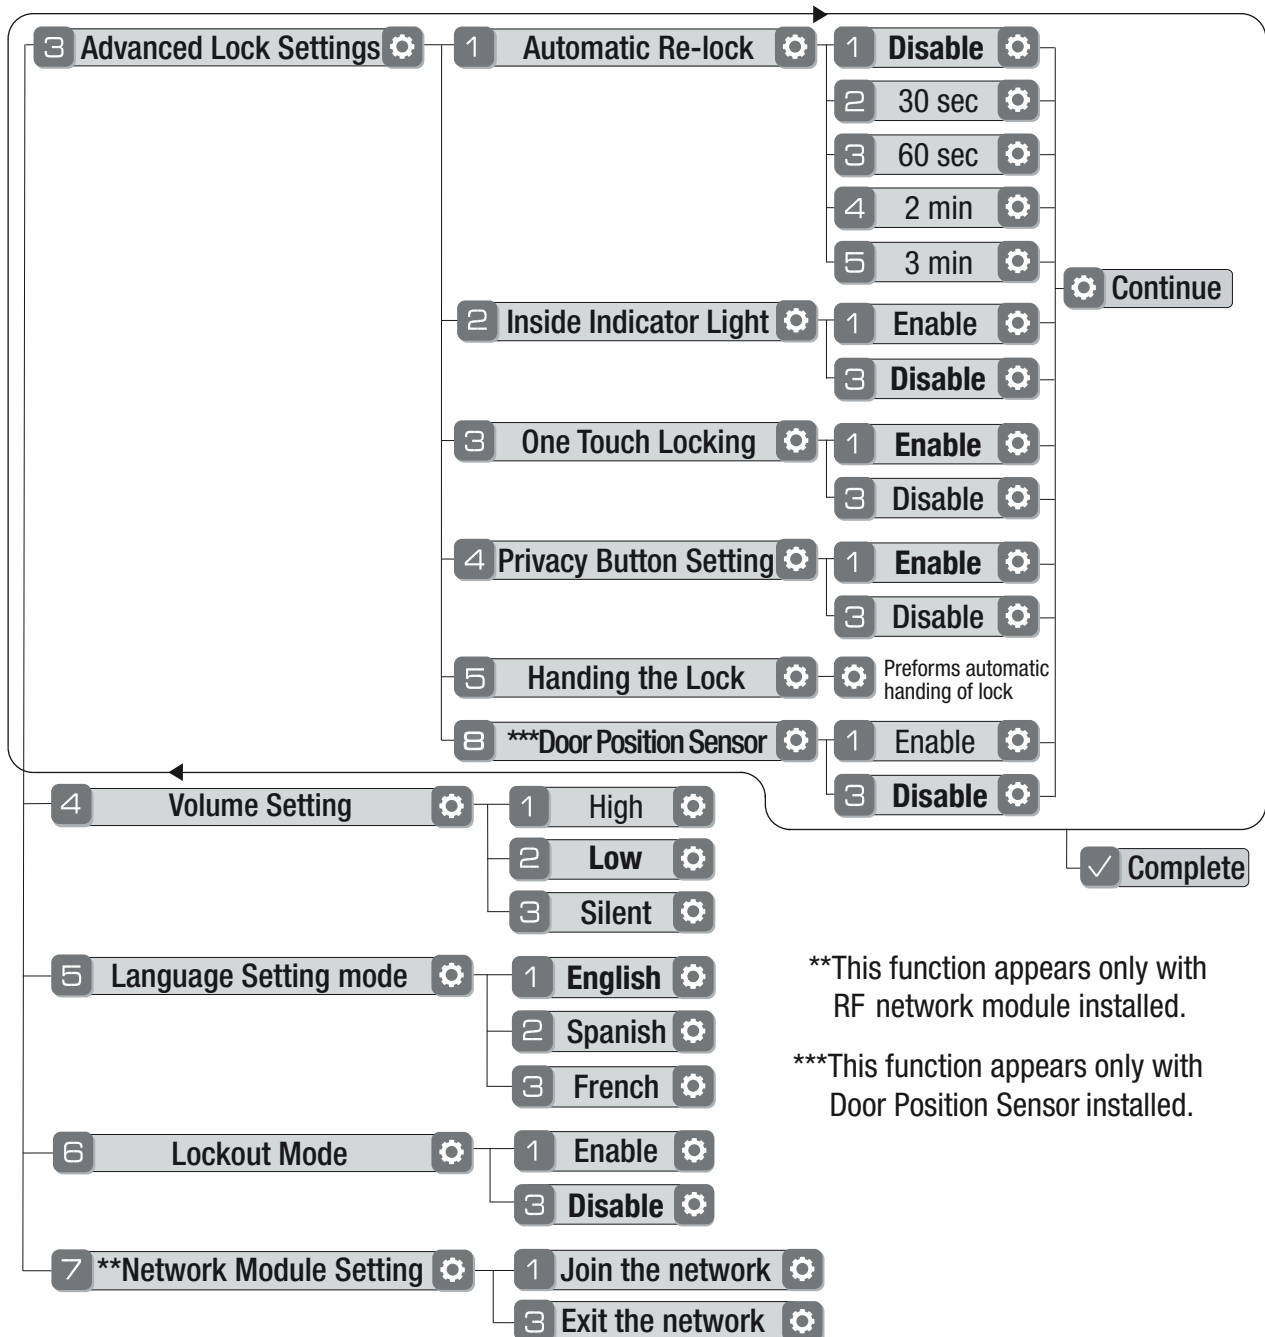 3 Advanced Lock Settings
1 Automatic Re-lock
1 Disable
2 30 sec
3 60 sec
4 2 min
5 3 min
Continue
2 Inside Indicator Light
1 Enable
3 Disable
3 One Touch Locking
1 Enable
3 Disable
4 Privacy Button Setting
1 Enable
3 Disable
5 Handing the Lock
Preforms automatic
handing of lock
8 ***Door Position Sensor
1 Enable
3 Disable
Complete
4 Volume Setting
1 High
2 Low
3 Silent
5 Language Setting mode
1 English
2 Spanish
3 French
6 Lockout Mode
1 Enable
3 Disable
7 **Network Module Setting
1 Join the network
3 Exit the network
**This function appears only with
RF network module installed.
***This function appears only with
Door Position Sensor installed.